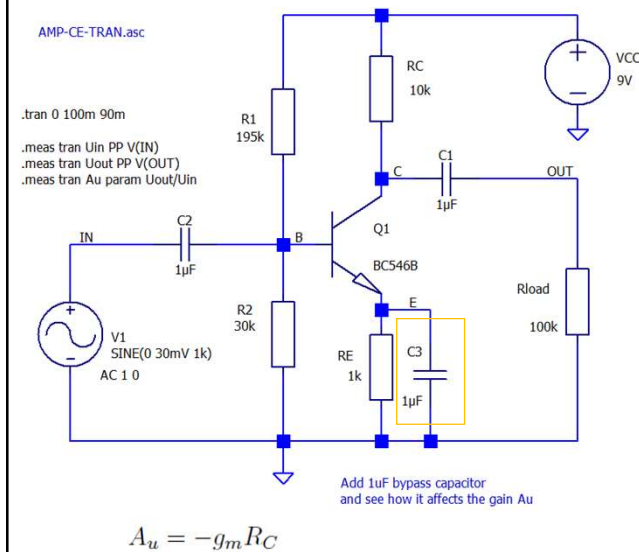 AMP-CE-TRAN.asc
.tran 0 100m 90m
.meas tran Uin PP V(IN)
.meas tran Uout PP V(OUT)
.meas tran Au param Uout/Uin
R1
195k
RC
10k
VCC
9V
C
C1
1µF
OUT
IN
C2
1µF
B
Q1
BC546B
V1
SINE(0 30mV 1k)
AC 1 0
R2
30k
E
RE
1k
C3
1µF
Rload
100k
Add 1uF bypass capacitor
and see how it affects the gain Au
A_u = -g_m R_C